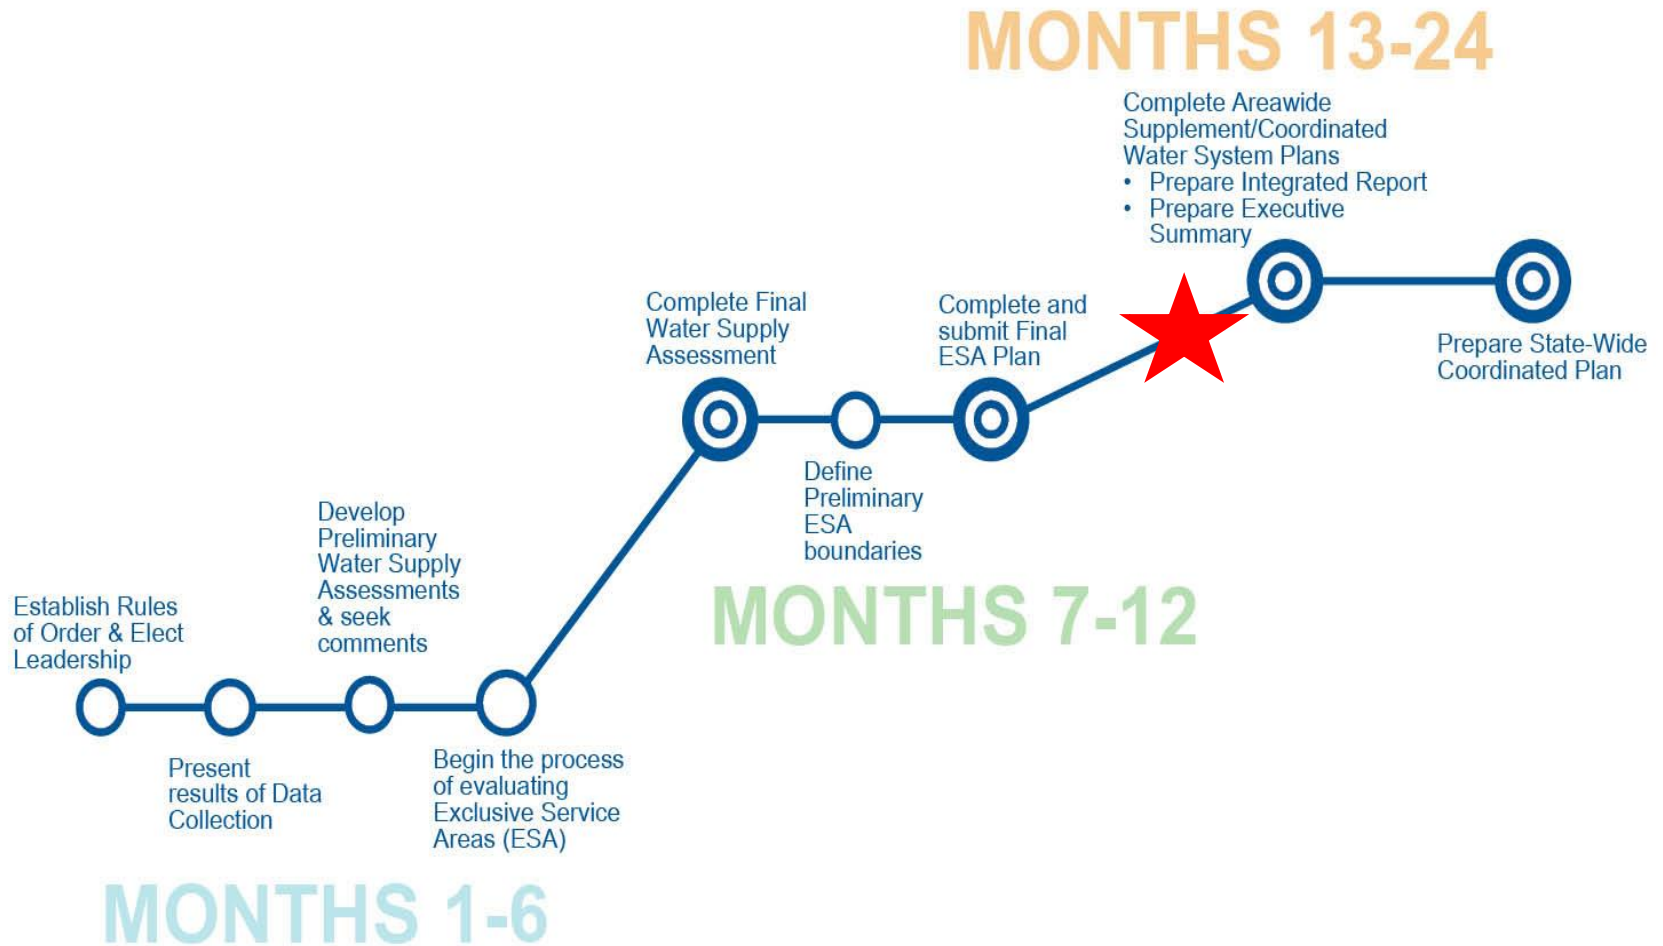 MONTHS 13-24
Complete Areawide
Supplement/Coordinated
Water System Plans
• Prepare Integrated Report
• Prepare Executive
Summary
Complete Final
Water Supply
Assessment
Complete and
submit Final
ESA Plan
Prepare State-Wide
Coordinated Plan
Define
Preliminary
ESA
boundaries
MONTHS 7-12
Develop
Preliminary
Water Supply
Assessments
& seek
comments
Establish Rules
of Order & Elect
Leadership
Present
results of Data
Collection
Begin the process
of evaluating
Exclusive Service
Areas (ESA)
MONTHS 1-6